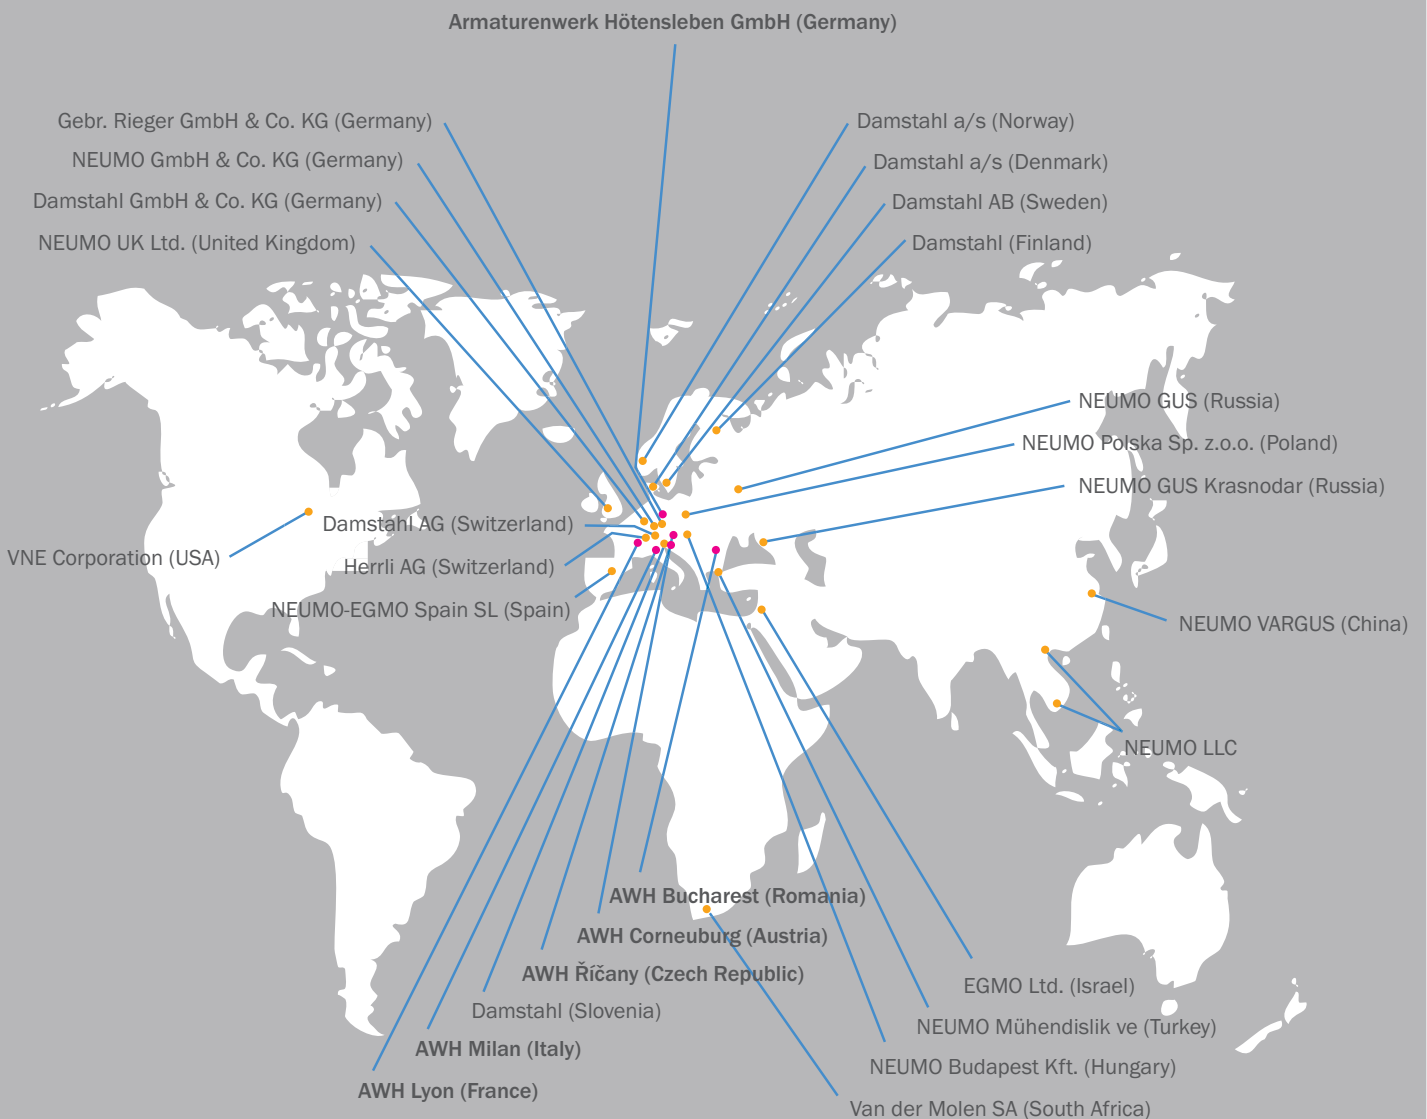 Armaturenwerk Hötensleben GmbH (Germany)
Gebr. Rieger GmbH & Co. KG (Germany)
Damstahl a/s (Norway)
NEUMO GmbH & Co. KG (Germany)
Damstahl a/s (Denmark)
Damstahl GmbH & Co. KG (Germany)
Damstahl AB (Sweden)
NEUMO UK Ltd. (United Kingdom)
Damstahl (Finland)
NEUMO GUS (Russia)
NEUMO Polska Sp. z.o.o. (Poland)
NEUMO GUS Krasnodar (Russia)
Damstahl AG (Switzerland)
VNE Corporation (USA)
Herrli AG (Switzerland)
NEUMO-EGMO Spain SL (Spain)
NEUMO VARGUS (China)
NEUMO LLC
AWH Bucharest (Romania)
AWH Corneuburg (Austria)
AWH Říčany (Czech Republic)
EGMO Ltd. (Israel)
Damstahl (Slovenia)
NEUMO Mühendislik ve (Turkey)
AWH Milan (Italy)
NEUMO Budapest Kft. (Hungary)
AWH Lyon (France)
Van der Molen SA (South Africa)